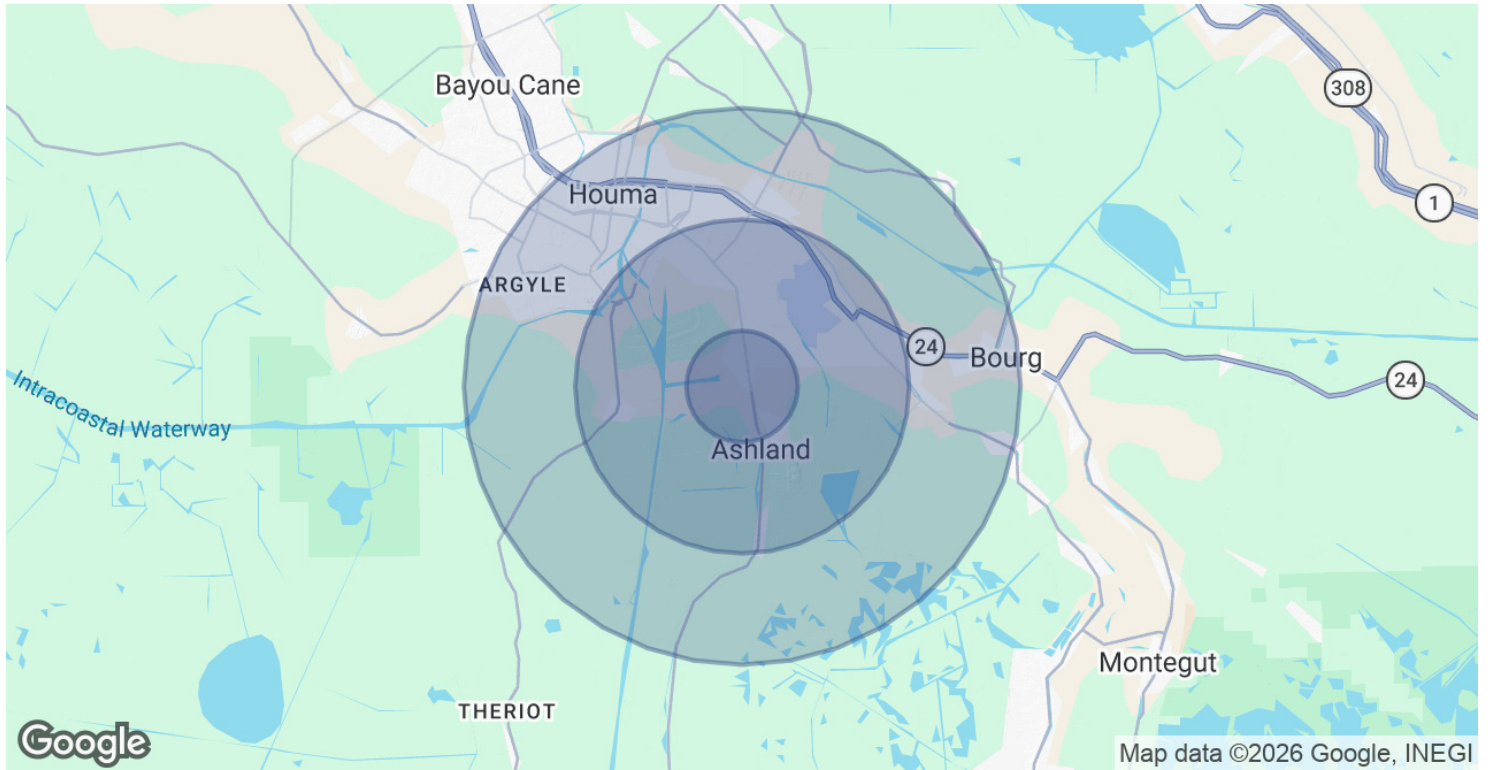 Bayou Cane
308
Houma
1
ARGYLE
24
Bourg
24
Intracoastal Waterway
Ashland
Montegut
THERIOT
Google
Map data ©2026 Google, INEGI